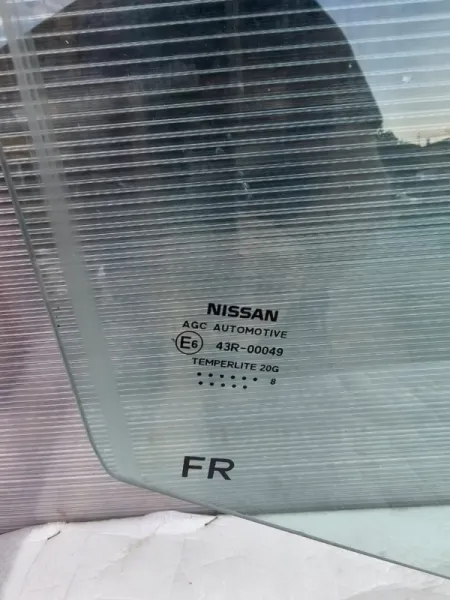 NISSAN
AGC AUTOMOTIVE
E6 43R-00049
TEMPERLITE 20G
8
FR